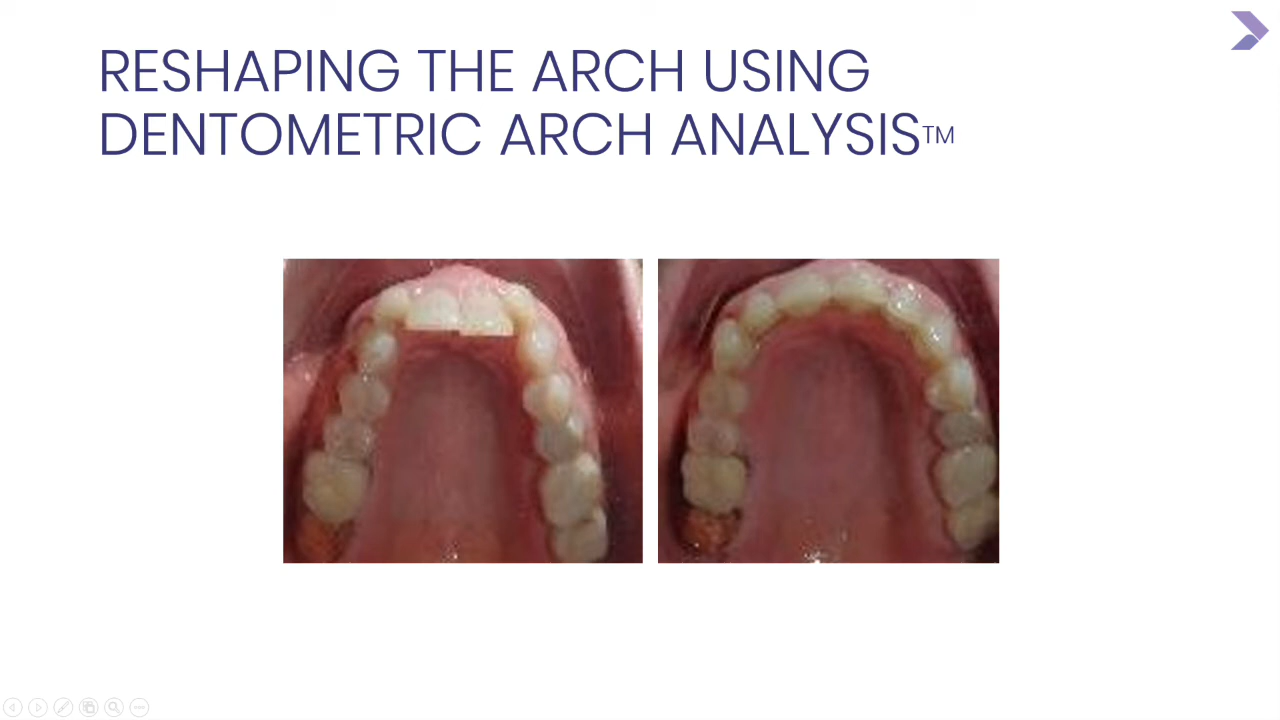 RESHAPING THE ARCH USING
DENTOMETRIC ARCH ANALYSIS™